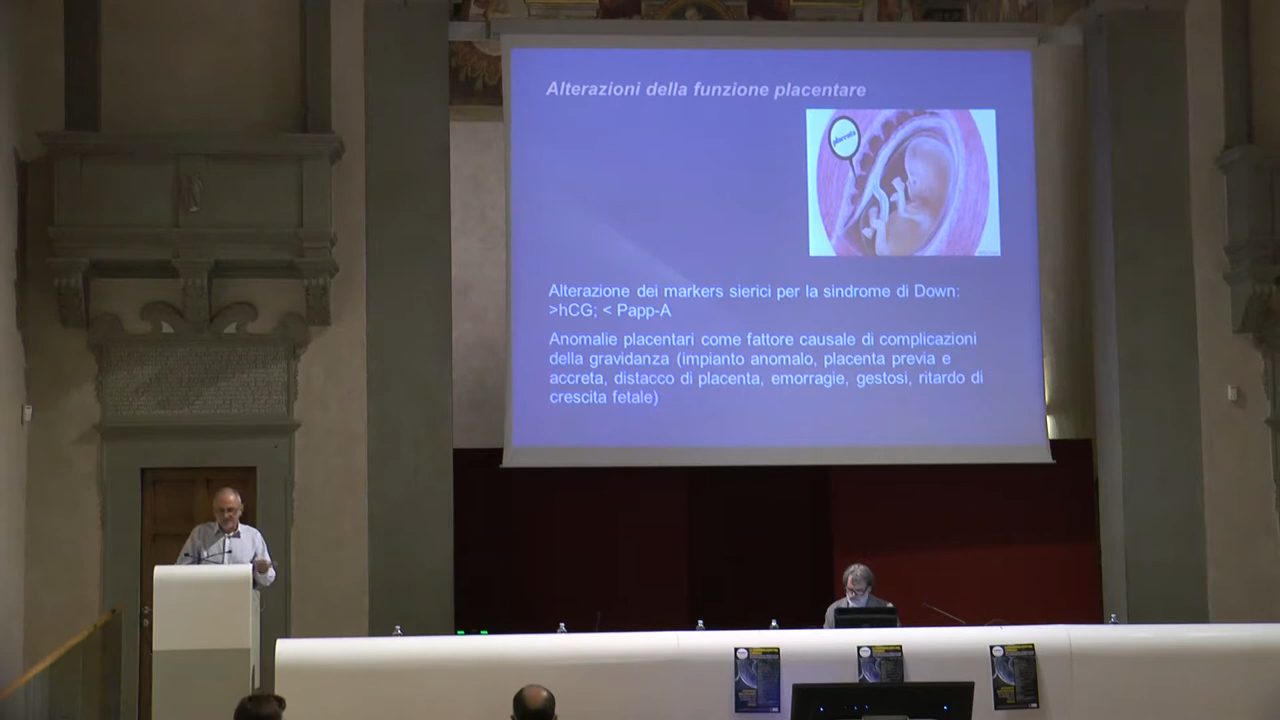 Alterazioni della funzione placentare
placenta
Alterazione dei markers sierici per la sindrome di Down:
>hCG; < Papp-A
Anomalie placentari come fattore causale di complicazioni
della gravidanza (impianto anomalo, placenta previa e
accreta, distacco di placenta, emorragie, gestosi, ritardo di
crescita fetale)